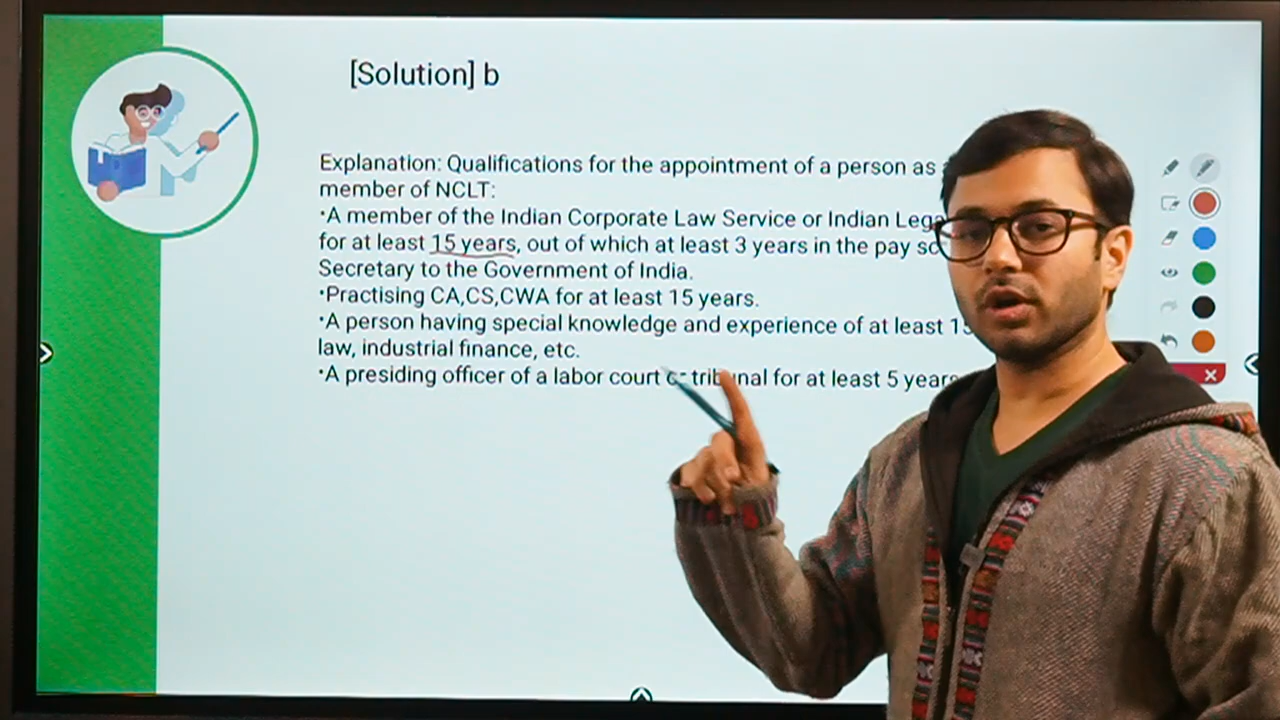 [Solution] b
Explanation: Qualifications for the appointment of a person as
member of NCLT:
•A member of the Indian Corporate Law Service or Indian
for at least 15 years, out of which at least 3 years in the pay
Secretary to the Government of India.
•Practising CA,CS,CWA for at least 15 years.
•A person having special knowledge and experience of at least
law, industrial finance, etc.
•A presiding officer of a labor court or tribunal for at least 5 years